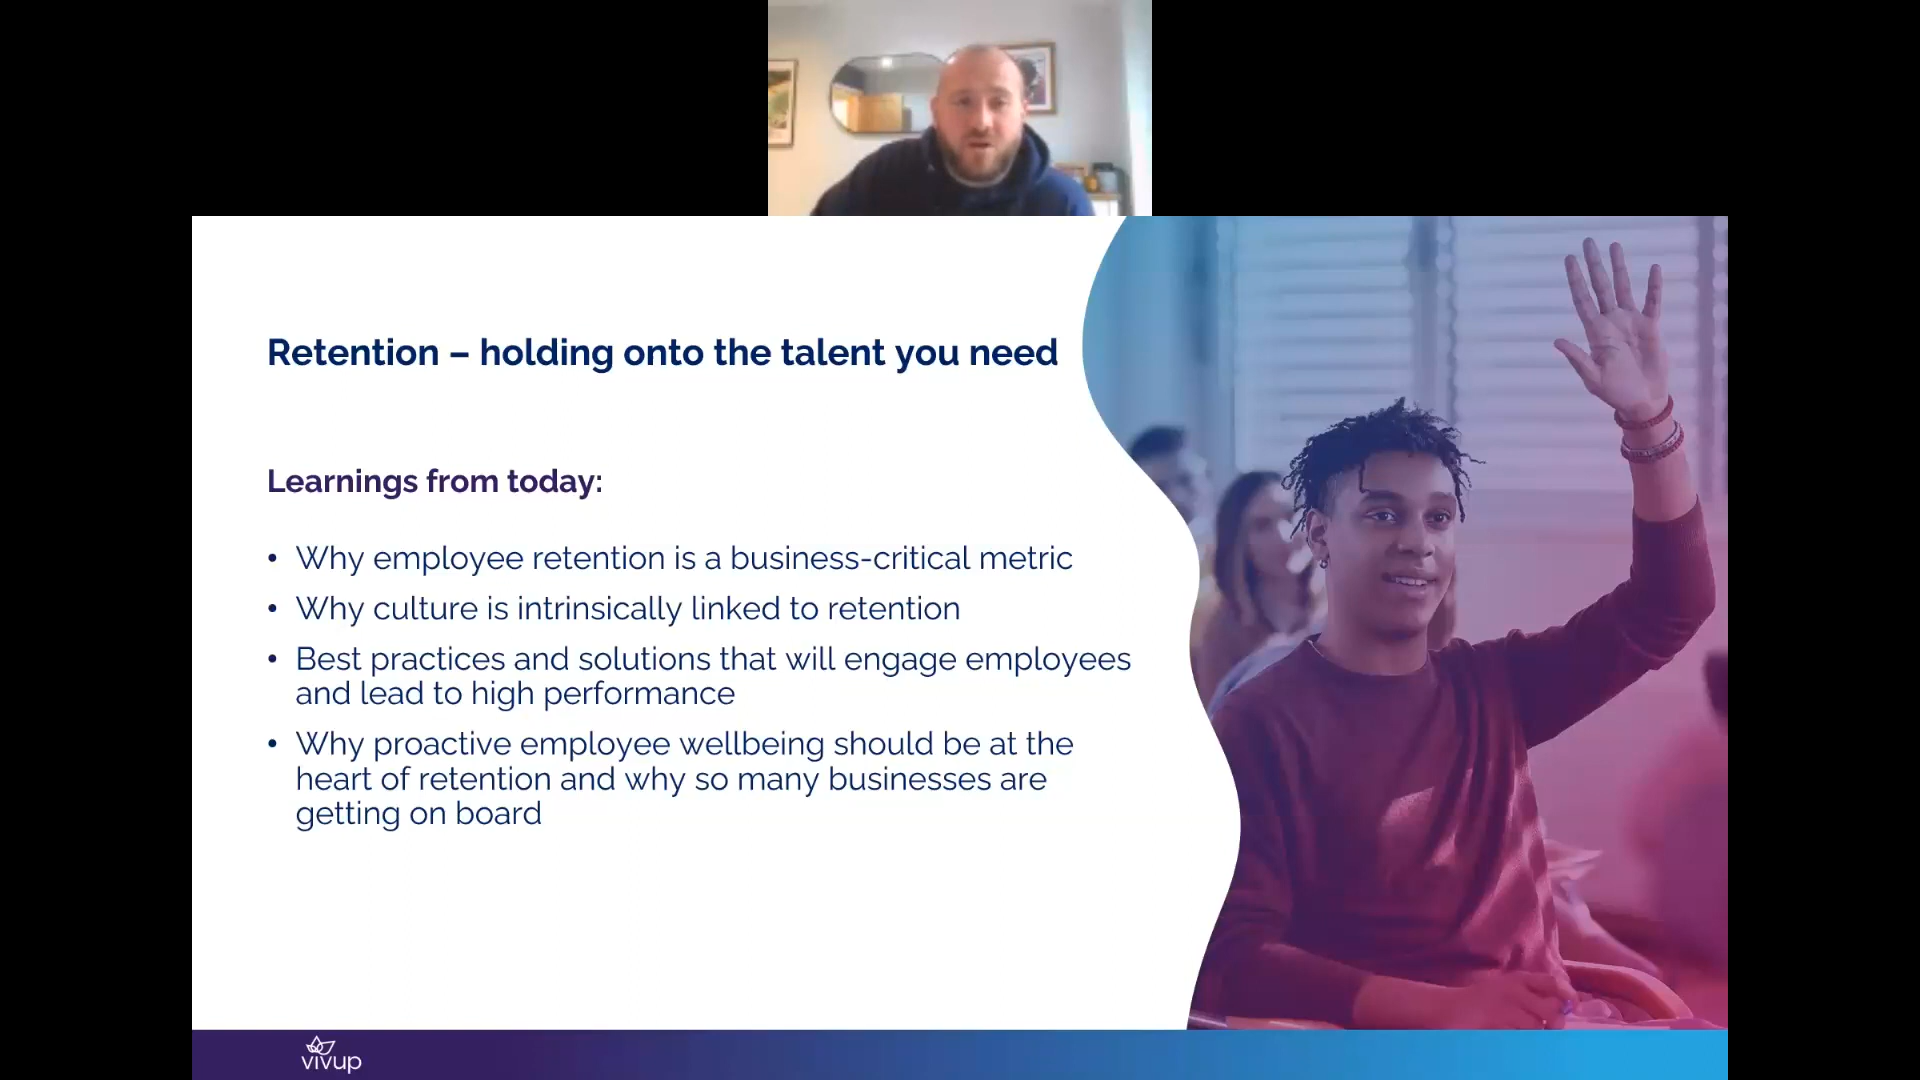 Retention – holding onto the talent you need
Learnings from today:
• Why employee retention is a business-critical metric
• Why culture is intrinsically linked to retention
• Best practices and solutions that will engage employees
and lead to high performance
• Why proactive employee wellbeing should be at the
heart of retention and why so many businesses are
getting on board
vivup